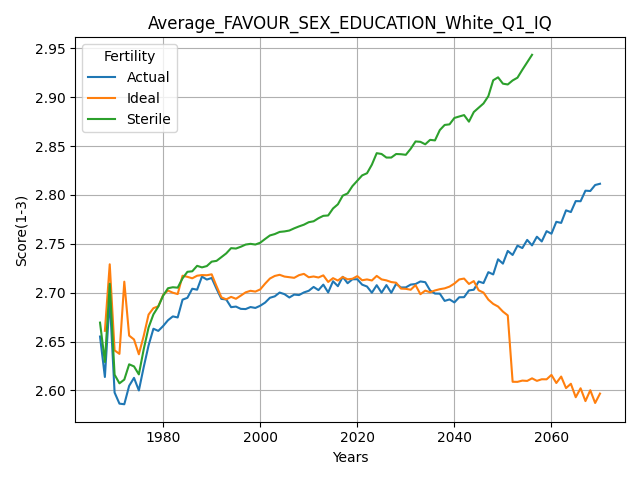 Average_FAVOUR_SEX_EDUCATION_White_Q1_IQ
2.95
2.90
2.85
2.80
2.75
2.70
2.65
2.60
Score(1-3)
Fertility
Actual
Ideal
Sterile
1980
2000
2020
2040
2060
Years